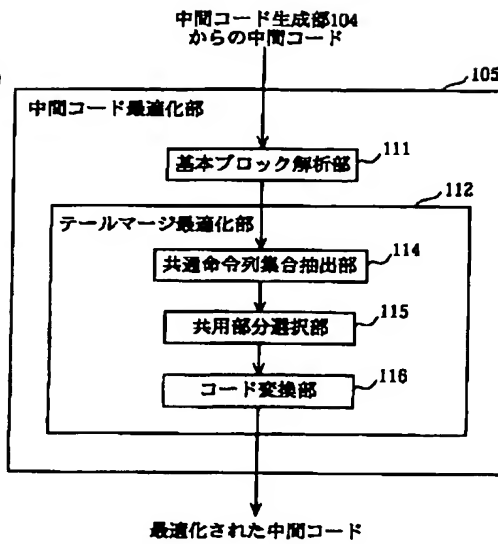 中間コード生成部104
からの中間コード
105
中間コード最適化部
111
基本ブロック解析部
112
テールマージ最適化部
114
共通命令列集合抽出部
115
共用部分選択部
116
コード変換部
最適化された中間コード